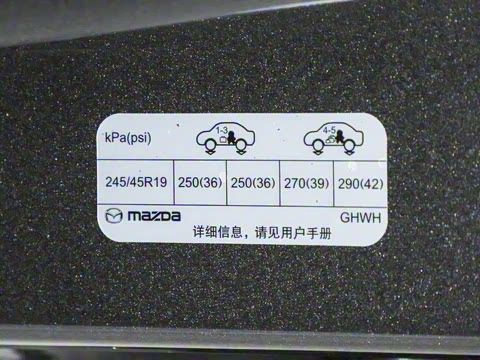 kPa(psi) 1-3 4-5
245/45R19 250(36) 250(36) 270(39) 290(42)
mazda GHWH
详细信息，请见用户手册